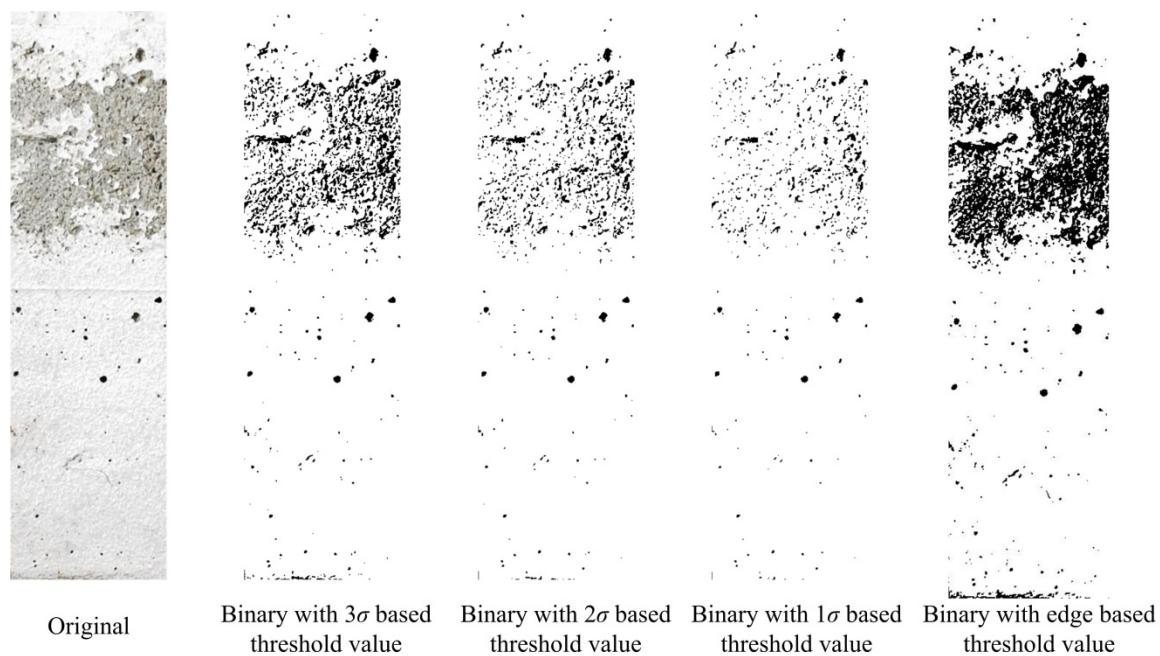 Original
Binary with 3σ based
threshold value
Binary with 2σ based
threshold value
Binary with 1σ based
threshold value
Binary with edge based
threshold value